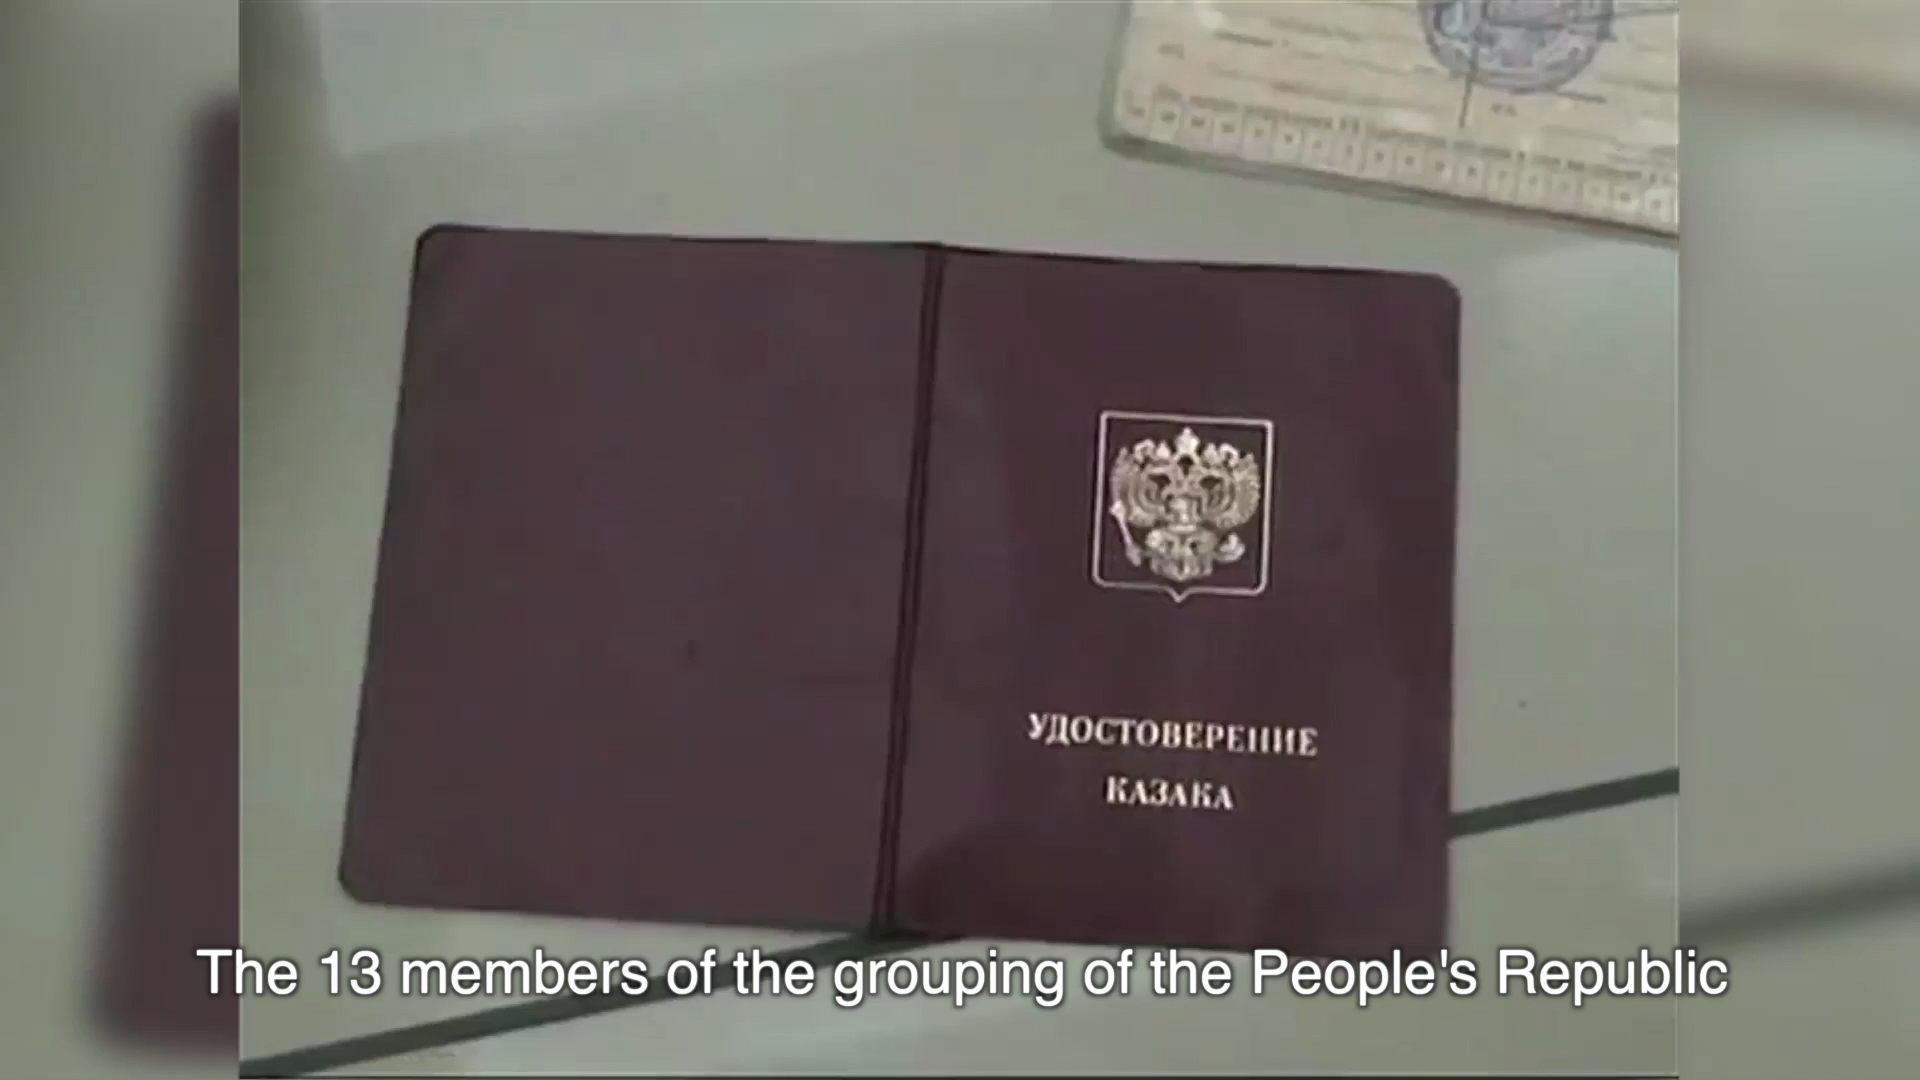 УДОСТОВЕРЕНИЕ
КАЗАКА
The 13 members of the grouping of the People's Republic